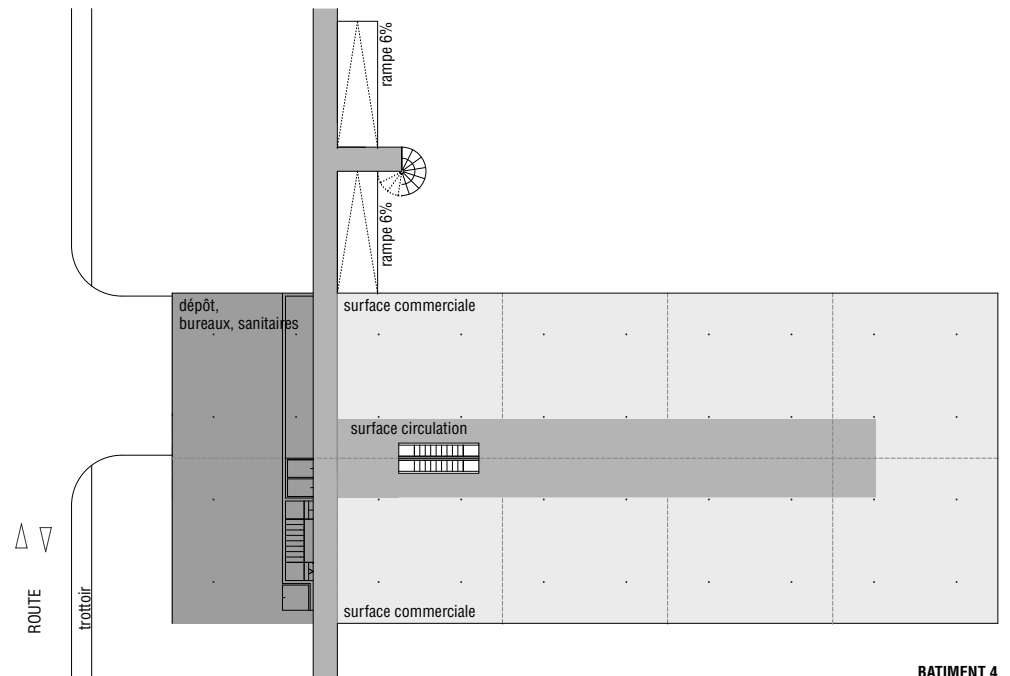 rampe 6%
rampe 6%
dépôt,
bureaux, sanitaires
surface commerciale
surface circulation
ROUTE
trottoir
surface commerciale
BATIMENT 4